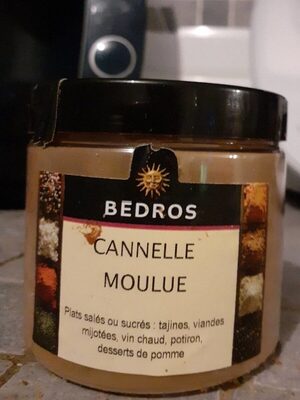 BEDROS
CANNELLE
MOULUE
Plats salés ou sucrés : tajines, viandes
mijotées, vin chaud, potiron,
desserts de pomme